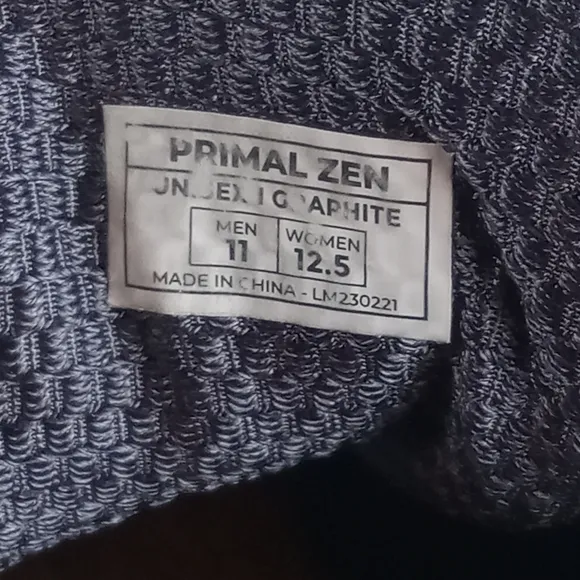 PRIMAL ZEN
UNISEX | GRAPHITE
MEN
11
WOMEN
12.5
MADE IN CHINA - LM230221